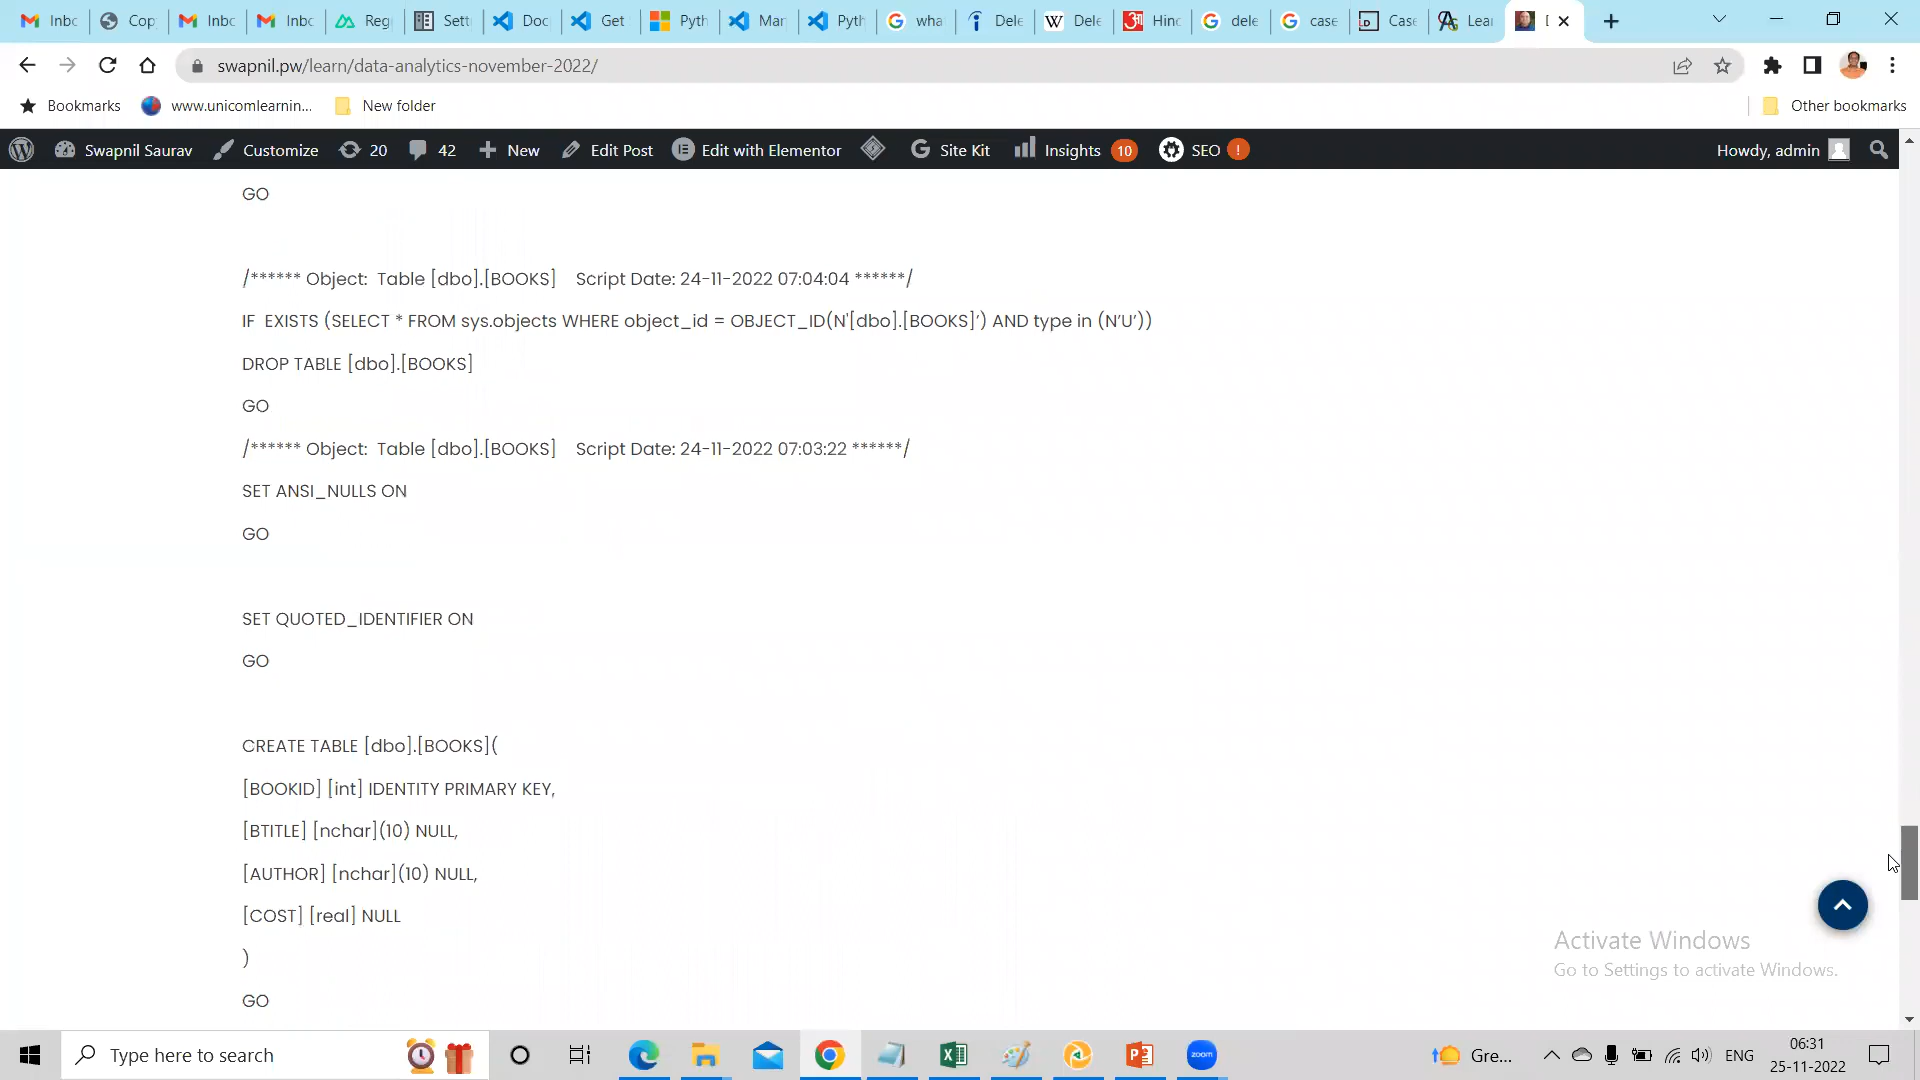 Inbc
Cop
Inbc
Inbc
Reg
Sett
Doc
Get
Pyth
Mar
Pyth
wha
Dele
Dele
Hinc
dele
case
Case
Lear
swapnil.pw/learn/data-analytics-november-2022/
Bookmarks
www.unicomlearnin...
New folder
Other bookmarks
Swapnil Saurav
Customize
20
42
New
Edit Post
Edit with Elementor
Site Kit
Insights 10
SEO !
Howdy, admin
GO
/****** Object:  Table [dbo].[BOOKS]    Script Date: 24-11-2022 07:04:04 ******/
IF  EXISTS (SELECT * FROM sys.objects WHERE object_id = OBJECT_ID(N'[dbo].[BOOKS]’) AND type in (N’U’))
DROP TABLE [dbo].[BOOKS]
GO
/****** Object:  Table [dbo].[BOOKS]    Script Date: 24-11-2022 07:03:22 ******/
SET ANSI_NULLS ON
GO
SET QUOTED_IDENTIFIER ON
GO
CREATE TABLE [dbo].[BOOKS](
[BOOKID] [int] IDENTITY PRIMARY KEY,
[BTITLE] [nchar](10) NULL,
[AUTHOR] [nchar](10) NULL,
[COST] [real] NULL
)
GO
Activate Windows
Go to Settings to activate Windows.
Type here to search
zoom
Gre...
ENG
06:31
25-11-2022